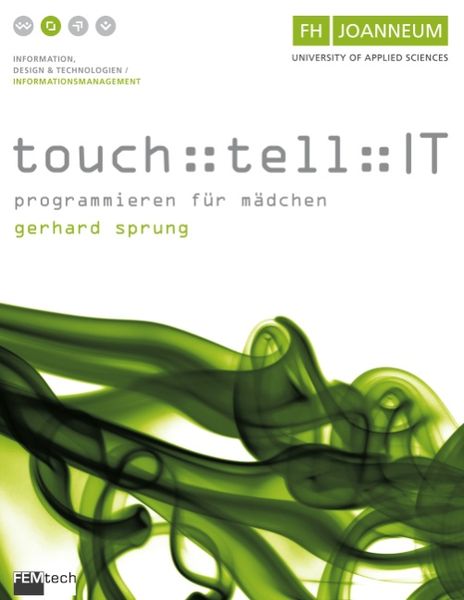 FH JOANNEUM
UNIVERSITY OF APPLIED SCIENCES
INFORMATION,
DESIGN & TECHNOLOGIEN /
INFORMATIONSMANAGEMENT
touch::tell::IT
programmieren für mädchen
gerhard sprung
FEMtech